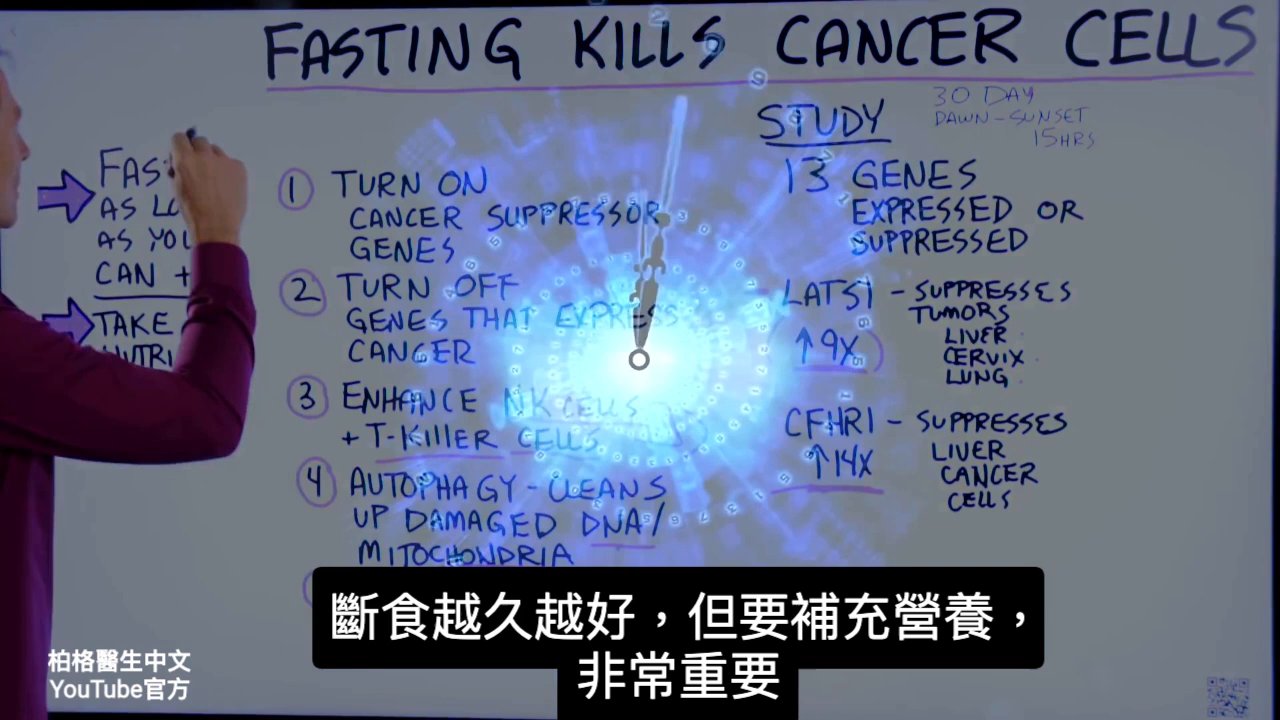 FASTING KILLS CANCER CELLS
FAS
AS LO
AS YOU
CAN +
TAKE
NUTRI
1 TURN ON
CANCER SUPPRESSOR
GENES
2 TURN OFF
GENES THAT EXPRESS
CANCER
3 ENHANCE NK CELLS
+ T-KILLER CELLS
4 AUTOPHAGY - CLEANS
UP DAMAGED DNA/
MITOCHONDRIA
STUDY
30 DAY
DAWN - SUNSET
15HRS
13 GENES
EXPRESSED OR
SUPPRESSED
LATS1 - SUPPRESSES
TUMORS
↑9X
LIVER
CERVIX
LUNG
CFHR1 - SUPPRESSES
↑14X
LIVER
CANCER
CELLS
斷食越久越好，但要補充營養，
非常重要
柏格醫生中文
YouTube官方